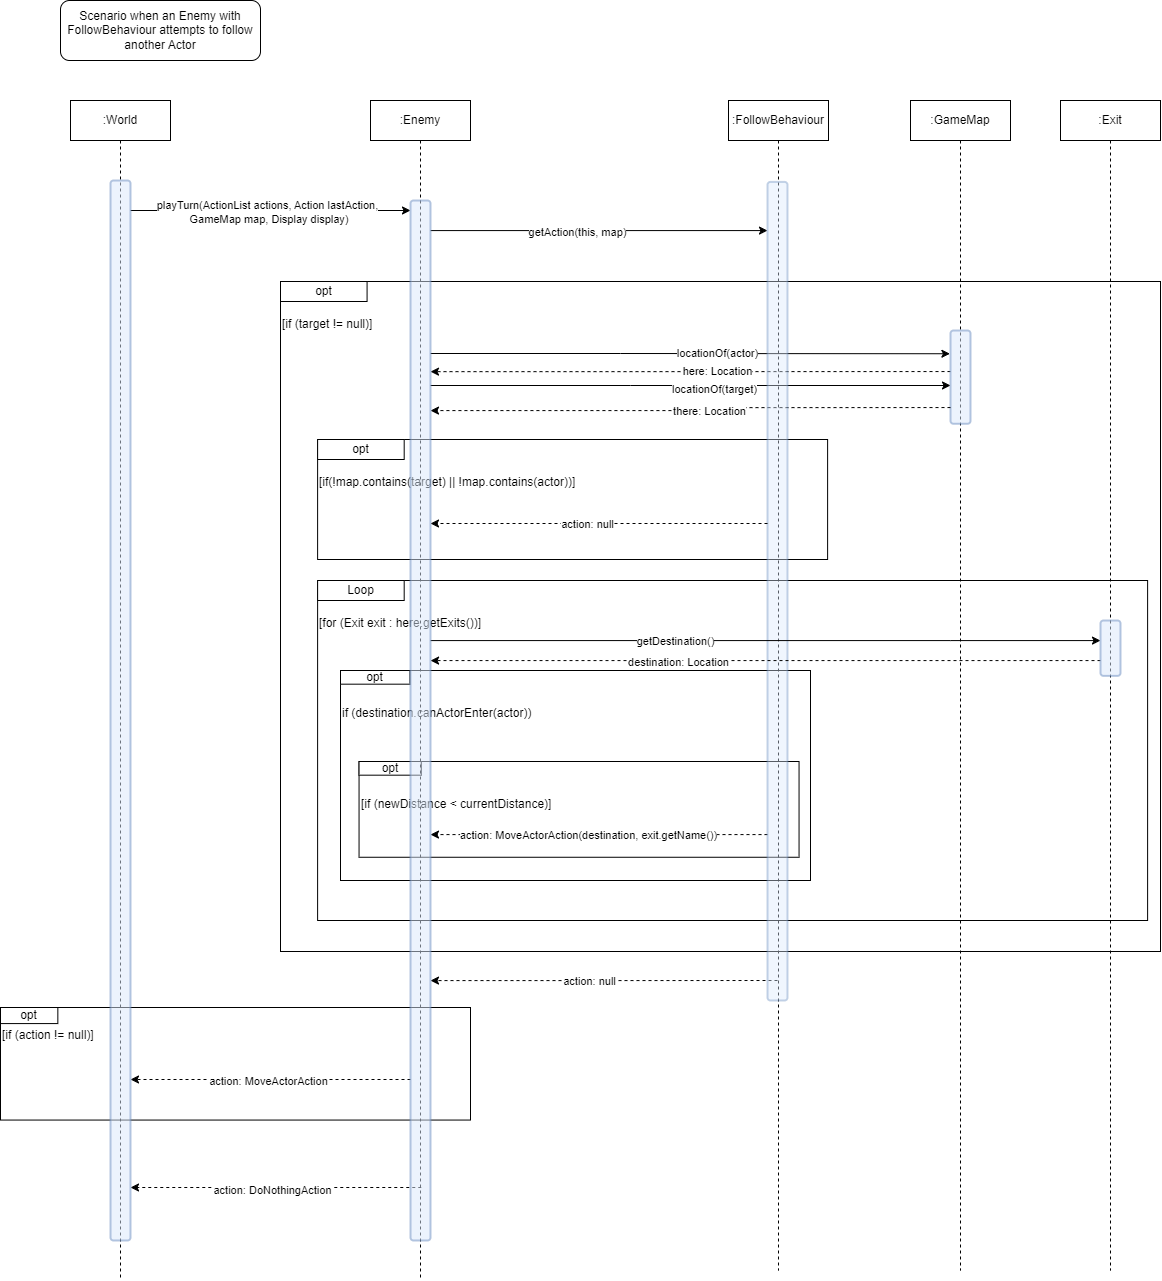 Scenario when an Enemy with
FollowBehaviour attempts to follow
another Actor
:World
:Enemy
:FollowBehaviour
:GameMap
:Exit
playTurn(ActionList actions, Action lastAction,
GameMap map, Display display)
getAction(this, map)
opt
[if (target != null)]
locationOf(actor)
here: Location
locationOf(target)
there: Location
opt
[if(!map.contains(target) || !map.contains(actor))]
action: null
Loop
[for (Exit exit : here.getExits())]
getDestination()
destination: Location
opt
if (destination.canActorEnter(actor))
opt
[if (newDistance < currentDistance)]
action: MoveActorAction(destination, exit.getName())
action: null
opt
[if (action != null)]
action: MoveActorAction
action: DoNothingAction